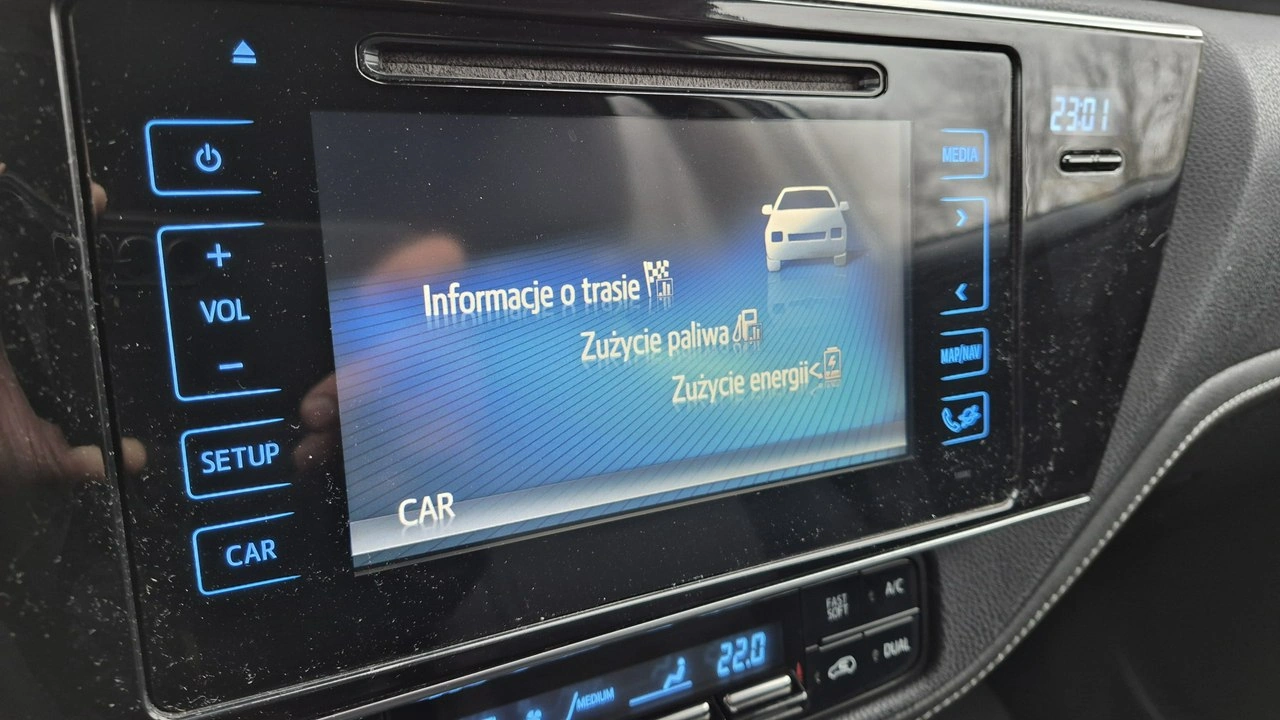 23:01
MEDIA
VOL
MAP/NAV
SETUP
CAR
Informacje o trasie
Zużycie paliwa
Zużycie energii
CAR
FAST
SOFT
A/C
DUAL
22.0
MEDIUM